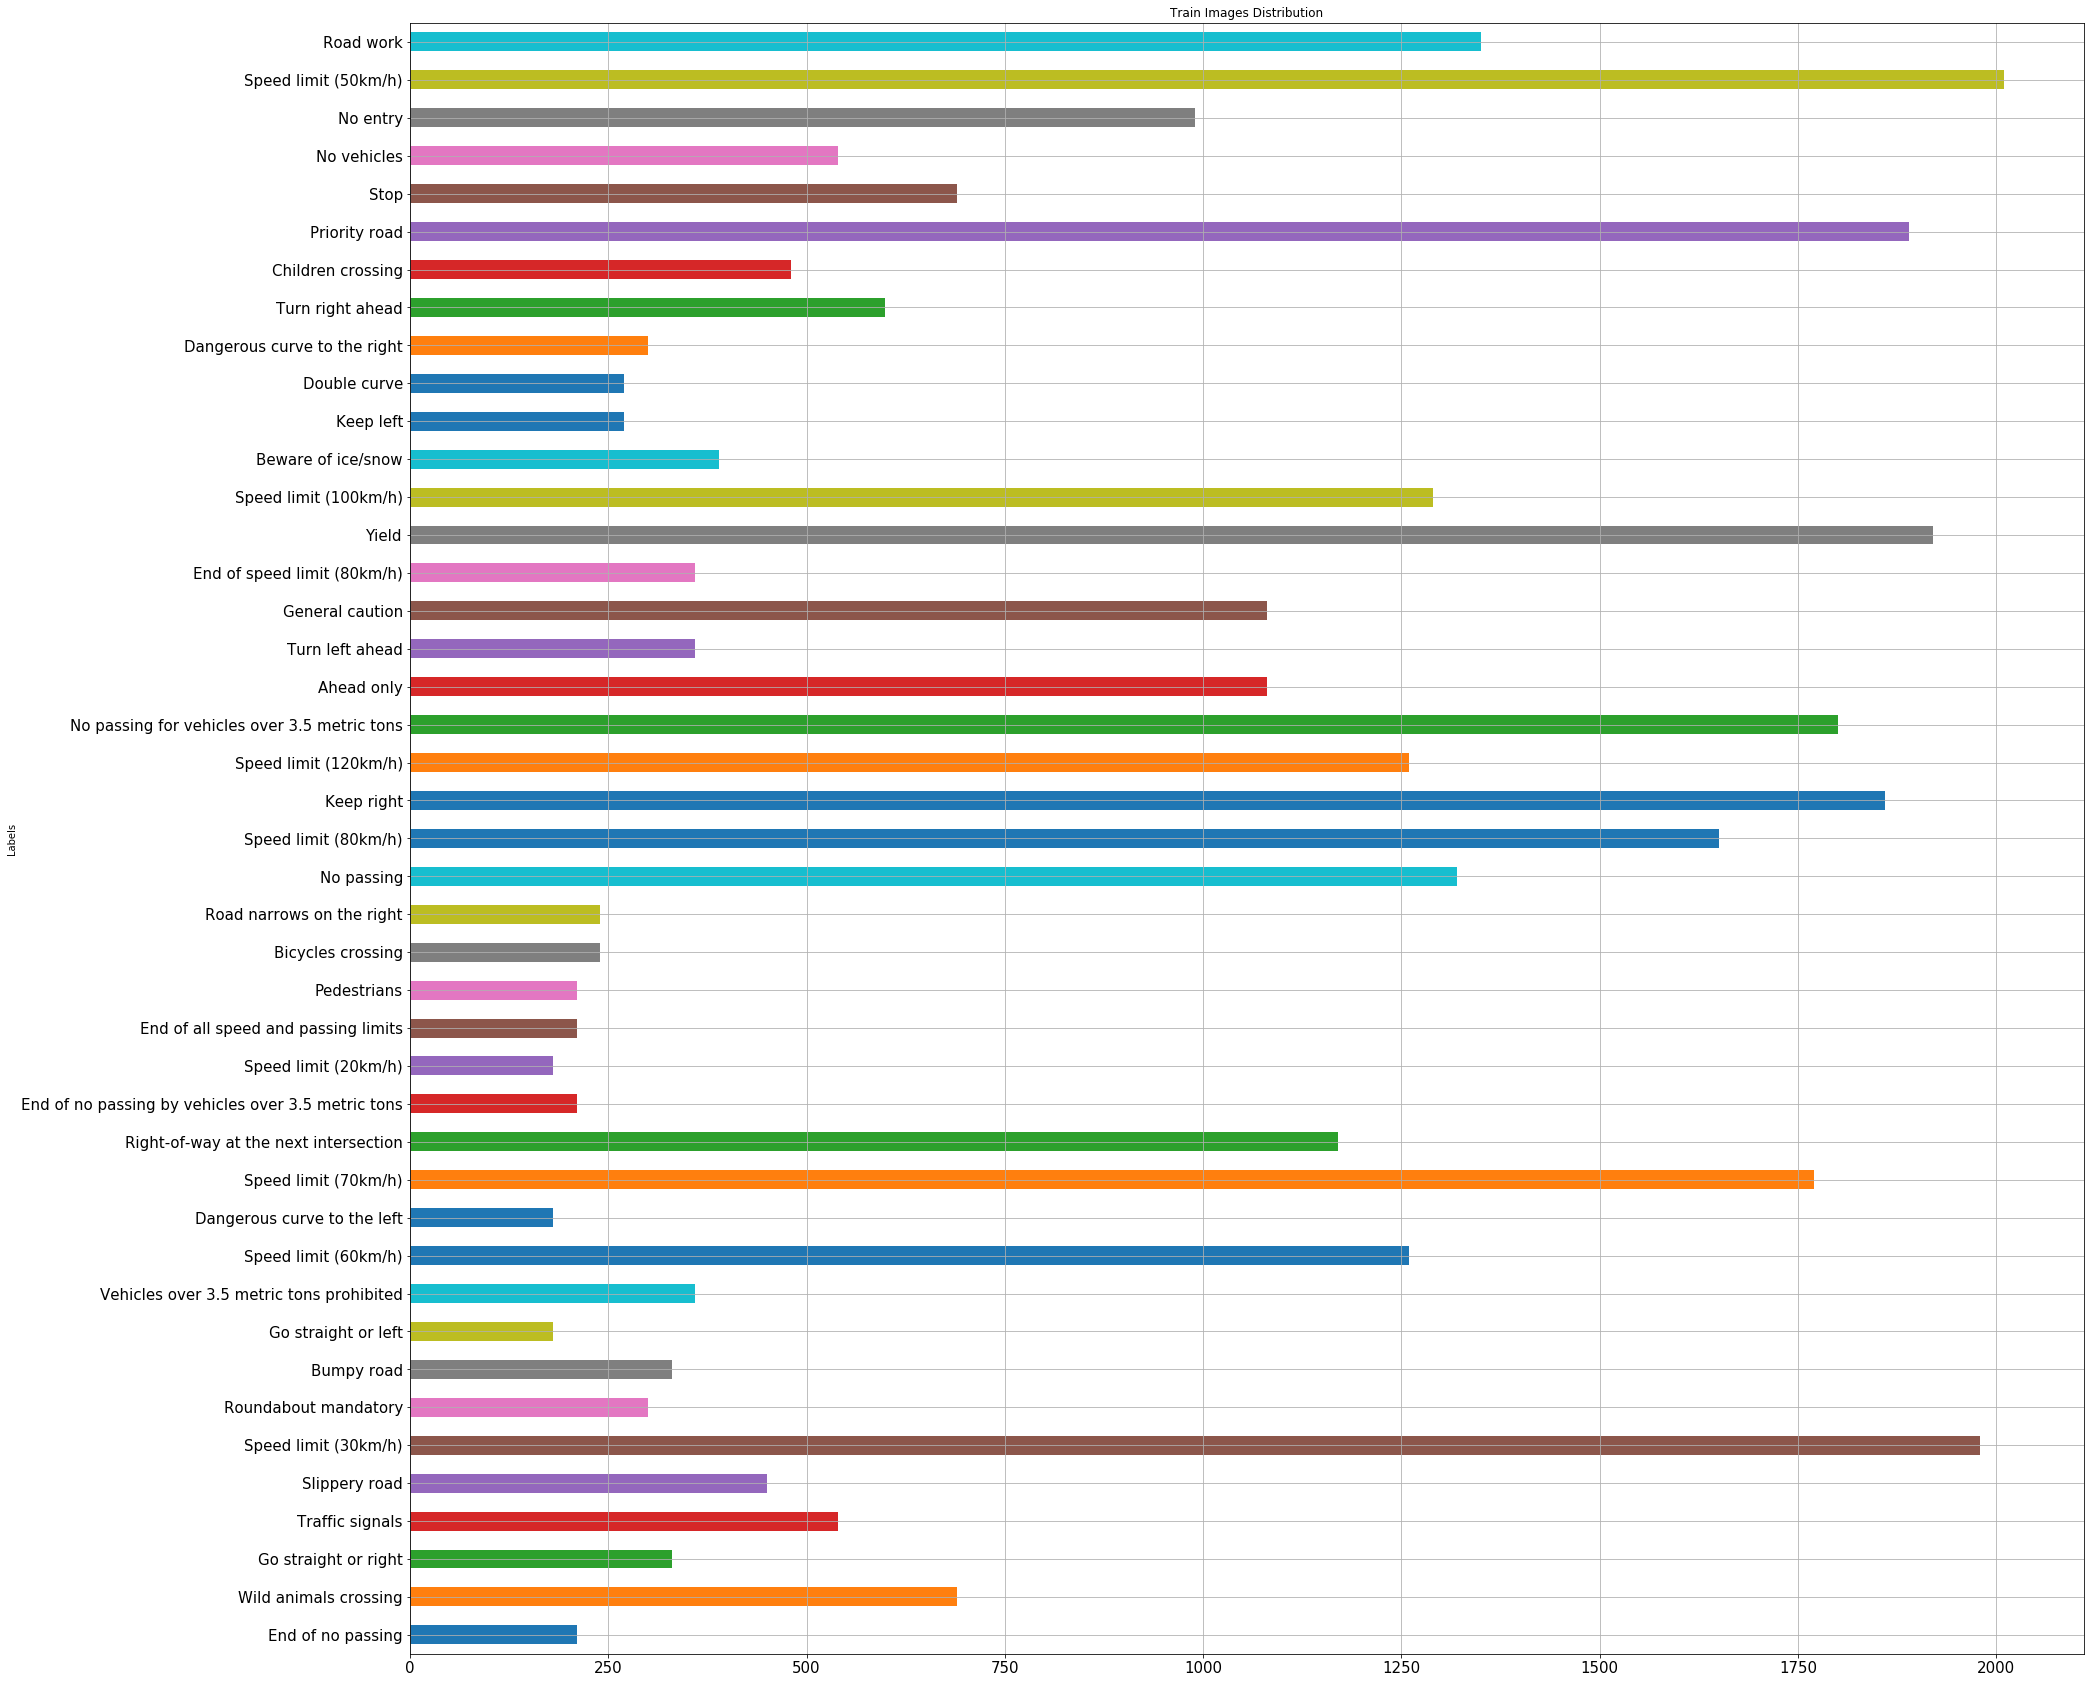 Train Images Distribution
Road work
Speed limit (50km/h)
No entry
No vehicles
Stop
Priority road
Children crossing
Turn right ahead
Dangerous curve to the right
Double curve
Keep left
Beware of ice/snow
Speed limit (100km/h)
Yield
End of speed limit (80km/h)
General caution
Turn left ahead
Ahead only
No passing for vehicles over 3.5 metric tons
Speed limit (120km/h)
Keep right
Labels
Speed limit (80km/h)
No passing
Road narrows on the right
Bicycles crossing
Pedestrians
End of all speed and passing limits
Speed limit (20km/h)
End of no passing by vehicles over 3.5 metric tons
Right-of-way at the next intersection
Speed limit (70km/h)
Dangerous curve to the left
Speed limit (60km/h)
Vehicles over 3.5 metric tons prohibited
Go straight or left
Bumpy road
Roundabout mandatory
Speed limit (30km/h)
Slippery road
Traffic signals
Go straight or right
Wild animals crossing
End of no passing
0 250 500 750 1000 1250 1500 1750 2000